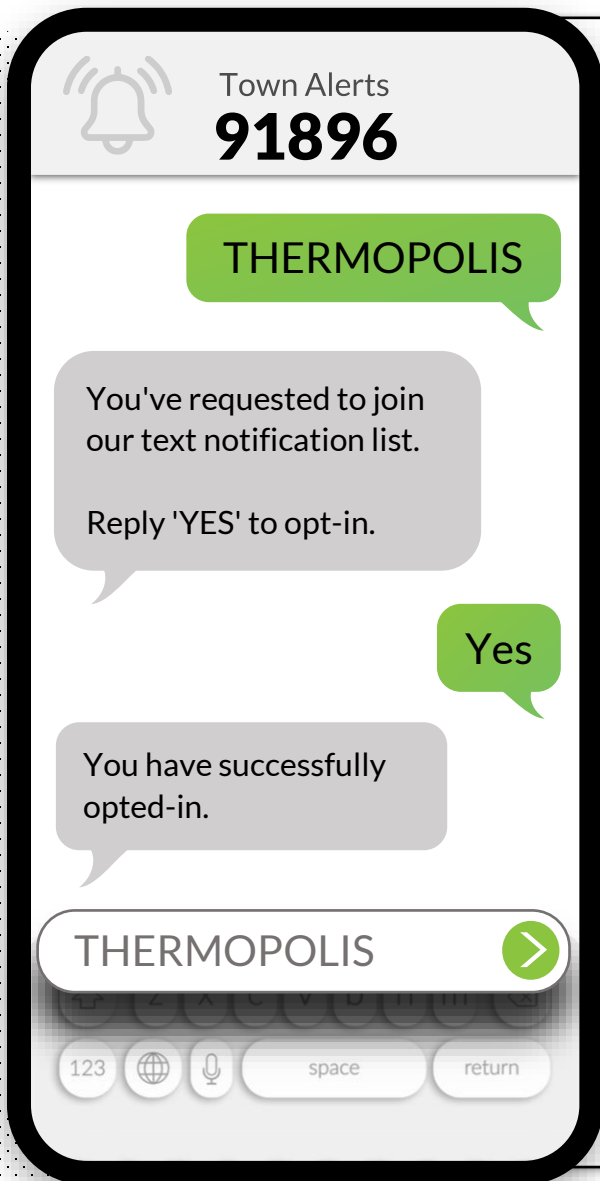 Town Alerts
91896
THERMOPOLIS
You've requested to join
our text notification list.
Reply 'YES' to opt-in.
Yes
You have successfully
opted-in.
THERMOPOLIS
z x c v b n m
123 space return